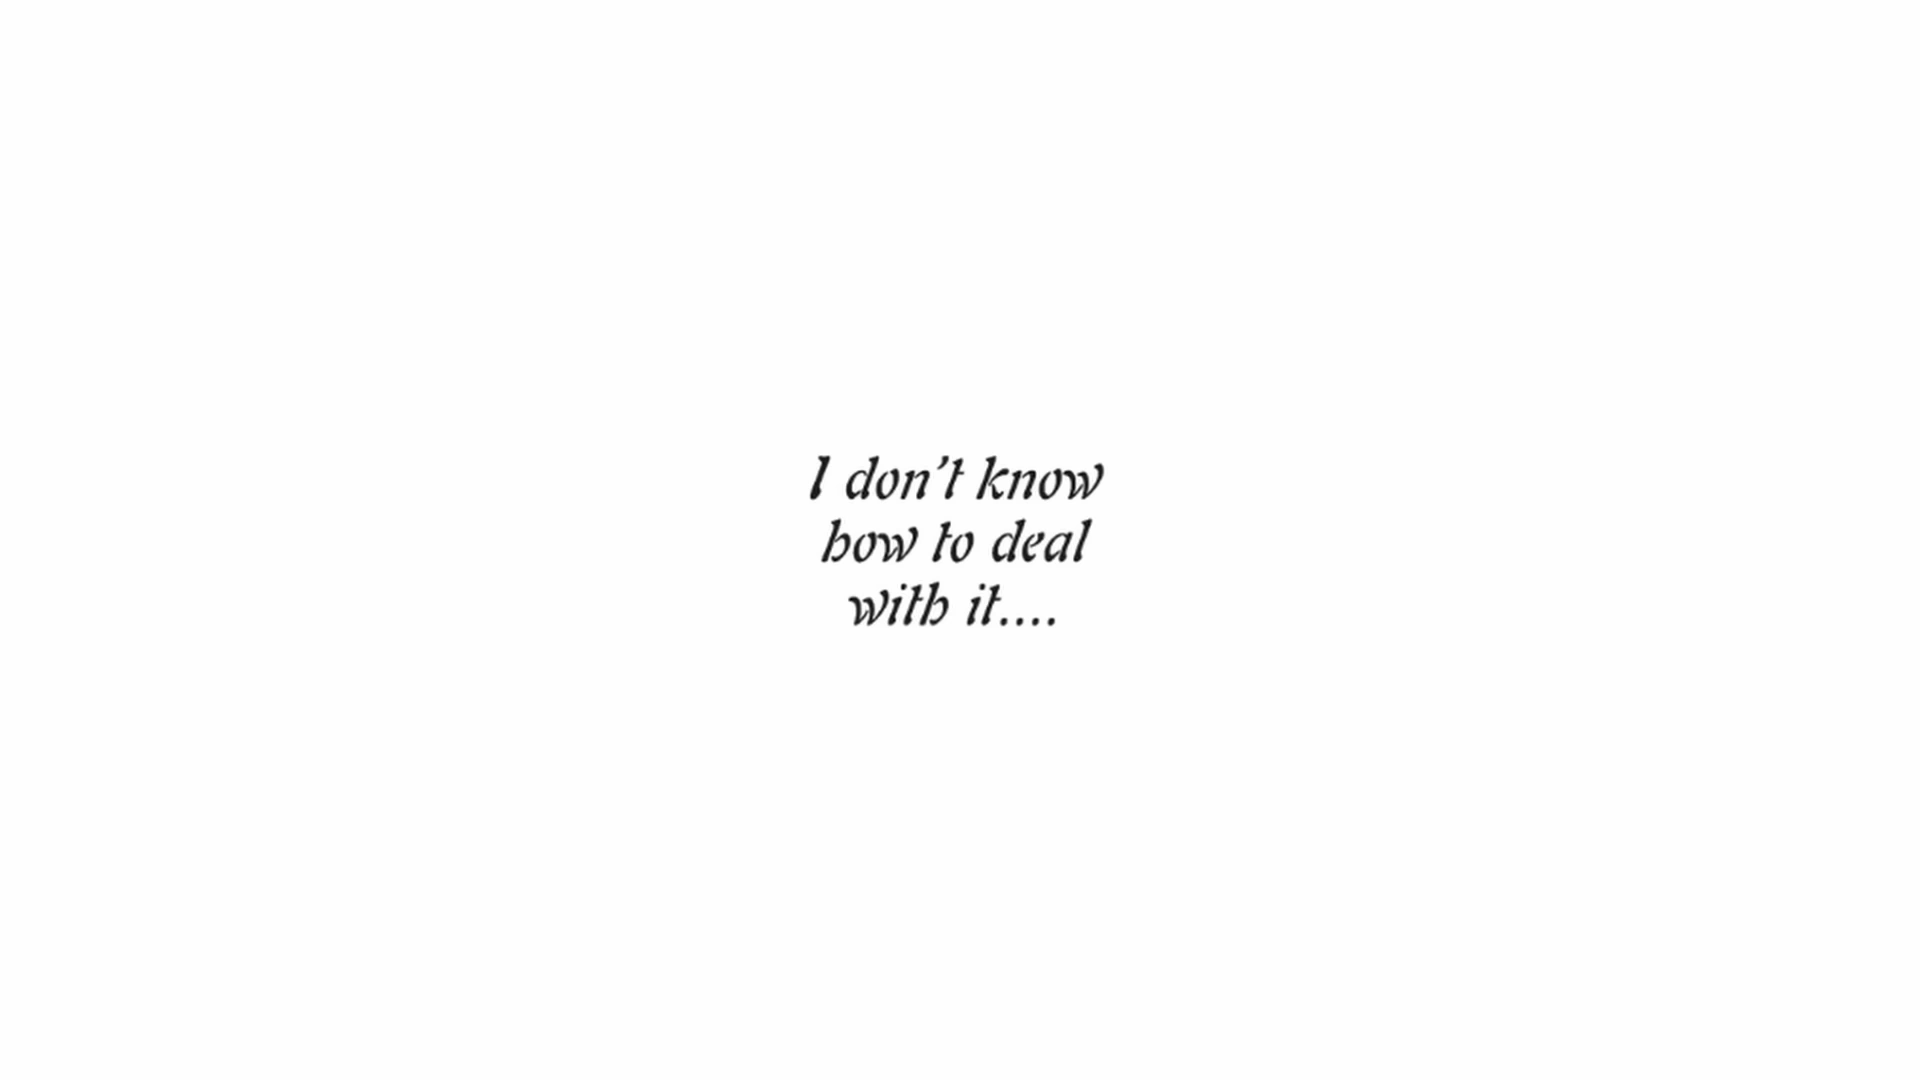 I don’t know
how to deal
with it....